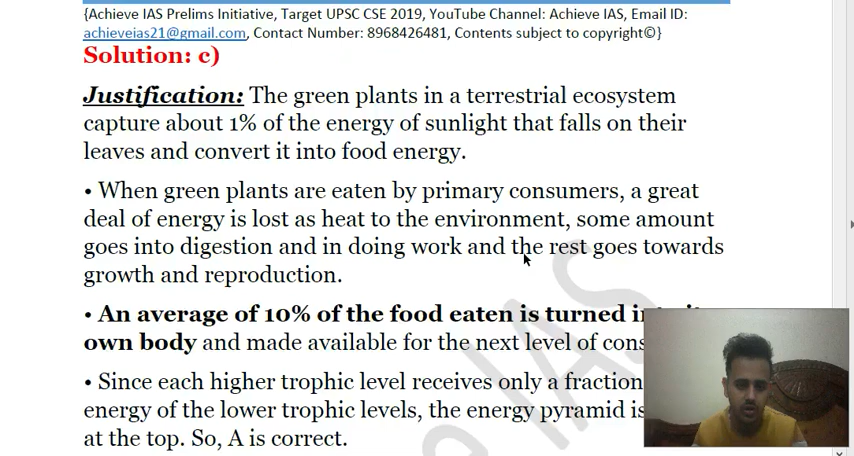 {Achieve IAS Prelims Initiative, Target UPSC CSE 2019, YouTube Channel: Achieve IAS, Email ID:
achieveias21@gmail.com, Contact Number: 8968426481, Contents subject to copyright©}
Solution: c)
Justification: The green plants in a terrestrial ecosystem
capture about 1% of the energy of sunlight that falls on their
leaves and convert it into food energy.
• When green plants are eaten by primary consumers, a great
deal of energy is lost as heat to the environment, some amount
goes into digestion and in doing work and the rest goes towards
growth and reproduction.
• An average of 10% of the food eaten is turned
own body and made available for the next level of
• Since each higher trophic level receives only a fraction
energy of the lower trophic levels, the energy pyramid is
at the top. So, A is correct.
IAS